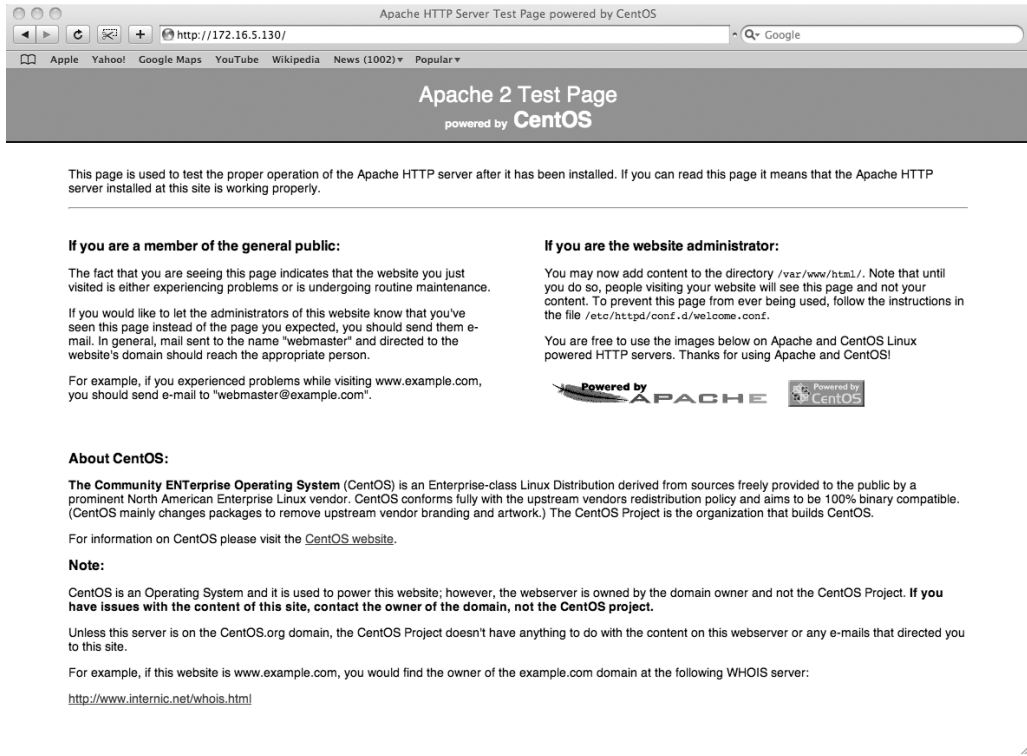 Apache HTTP Server Test Page powered by CentOS
http://172.16.5.130/
Google
Apple Yahoo! Google Maps YouTube Wikipedia News (1002)▾ Popular▾
Apache 2 Test Page
powered by CentOS
This page is used to test the proper operation of the Apache HTTP server after it has been installed. If you can read this page it means that the Apache HTTP
server installed at this site is working properly.
If you are a member of the general public:
The fact that you are seeing this page indicates that the website you just
visited is either experiencing problems or is undergoing routine maintenance.
If you would like to let the administrators of this website know that you've
seen this page instead of the page you expected, you should send them e-
mail. In general, mail sent to the name "webmaster" and directed to the
website's domain should reach the appropriate person.
For example, if you experienced problems while visiting www.example.com,
you should send e-mail to "webmaster@example.com".
If you are the website administrator:
You may now add content to the directory /var/www/html/. Note that until
you do so, people visiting your website will see this page and not your
content. To prevent this page from ever being used, follow the instructions in
the file /etc/httpd/conf.d/welcome.conf.
You are free to use the images below on Apache and CentOS Linux
powered HTTP servers. Thanks for using Apache and CentOS!
Powered by
APACHE
Powered by
CentOS
About CentOS:
The Community ENTerprise Operating System (CentOS) is an Enterprise-class Linux Distribution derived from sources freely provided to the public by a
prominent North American Enterprise Linux vendor. CentOS conforms fully with the upstream vendors redistribution policy and aims to be 100% binary compatible.
(CentOS mainly changes packages to remove upstream vendor branding and artwork.) The CentOS Project is the organization that builds CentOS.
For information on CentOS please visit the CentOS website.
Note:
CentOS is an Operating System and it is used to power this website; however, the webserver is owned by the domain owner and not the CentOS Project. If you
have issues with the content of this site, contact the owner of the domain, not the CentOS project.
Unless this server is on the CentOS.org domain, the CentOS Project doesn't have anything to do with the content on this webserver or any e-mails that directed you
to this site.
For example, if this website is www.example.com, you would find the owner of the example.com domain at the following WHOIS server:
http://www.internic.net/whois.html